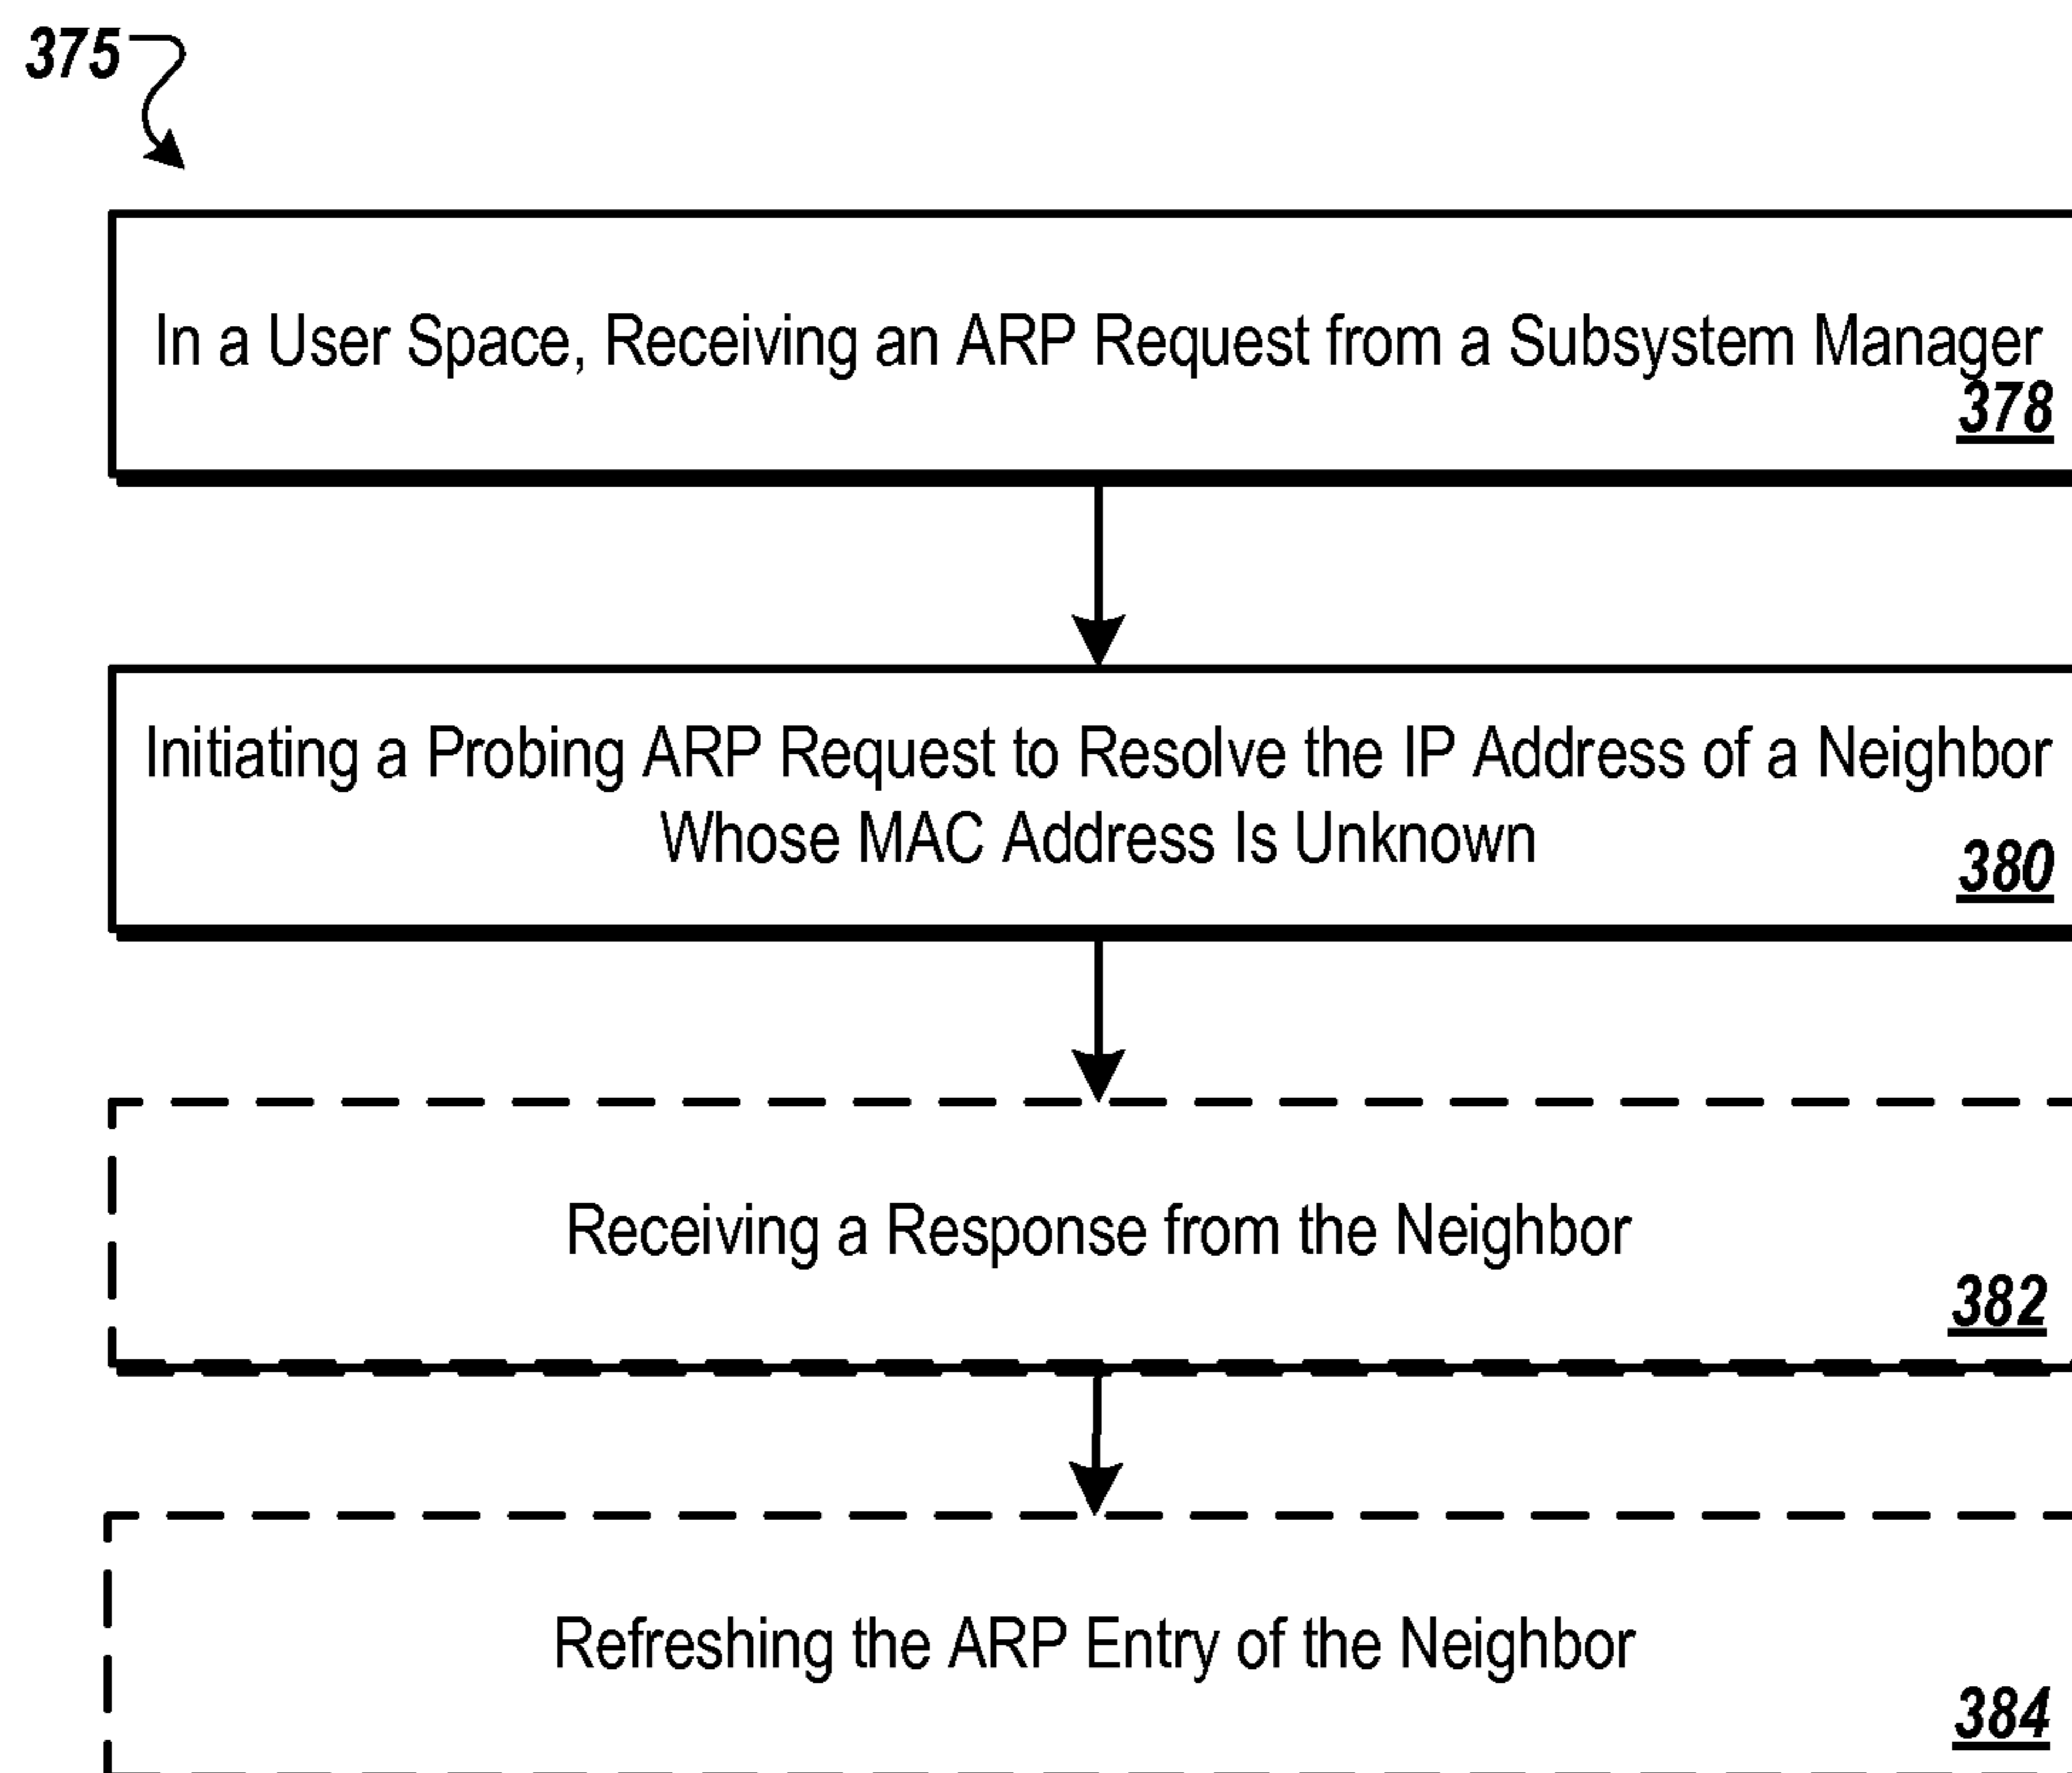 375
In a User Space, Receiving an ARP Request from a Subsystem Manager
378
Initiating a Probing ARP Request to Resolve the IP Address of a Neighbor
Whose MAC Address Is Unknown
380
Receiving a Response from the Neighbor
382
Refreshing the ARP Entry of the Neighbor
384